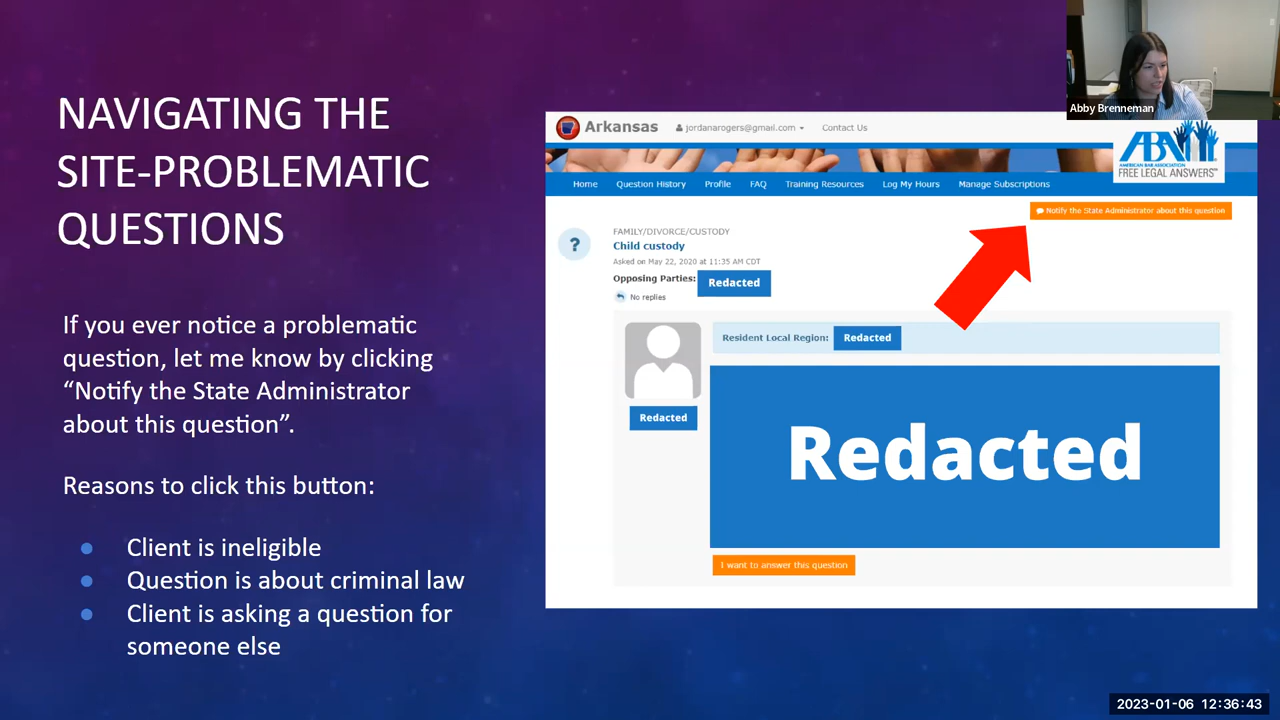 NAVIGATING THE
SITE-PROBLEMATIC
QUESTIONS
If you ever notice a problematic
question, let me know by clicking
“Notify the State Administrator
about this question”.
Reasons to click this button:
● Client is ineligible
● Question is about criminal law
● Client is asking a question for
someone else
Abby Brenneman
Arkansas
jordanarogers@gmail.com
Contact Us
ABA
AMERICAN BAR ASSOCIATION
FREE LEGAL ANSWERS™
Home Question History Profile FAQ Training Resources Log My Hours Manage Subscriptions
Notify the State Administrator about this question
?
FAMILY/DIVORCE/CUSTODY
Child custody
Asked on May 22, 2020 at 11:35 AM CDT
Opposing Parties: Redacted
No replies
Resident Local Region: Redacted
Redacted
Redacted
I want to answer this question
2023-01-06 12:36:43